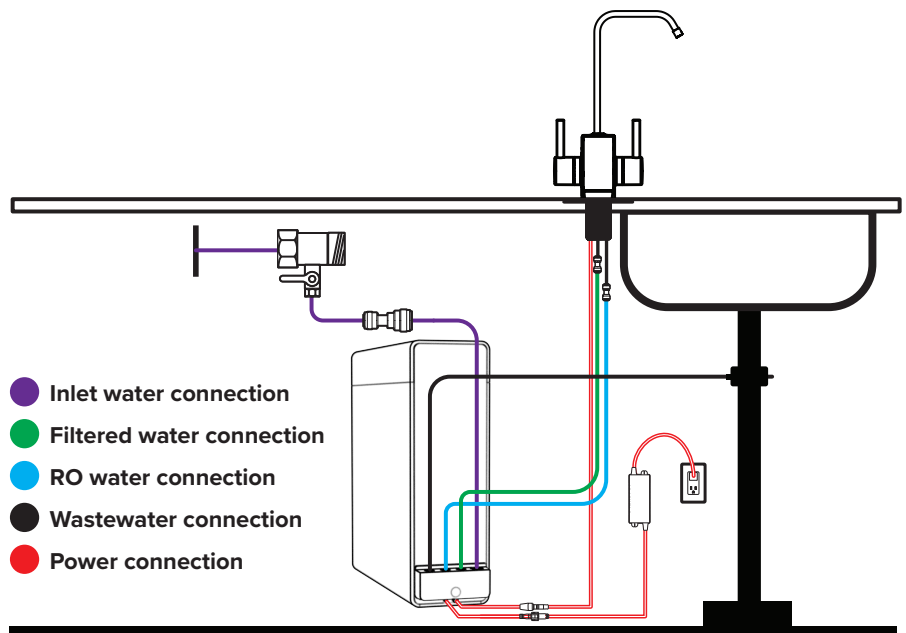 Inlet water connection
Filtered water connection
RO water connection
Wastewater connection
Power connection